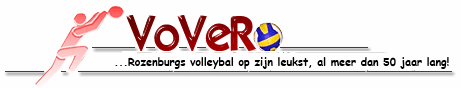 VoVeRo
...Rozenburgs volleybal op zijn leukst, al meer dan 50 jaar lang!